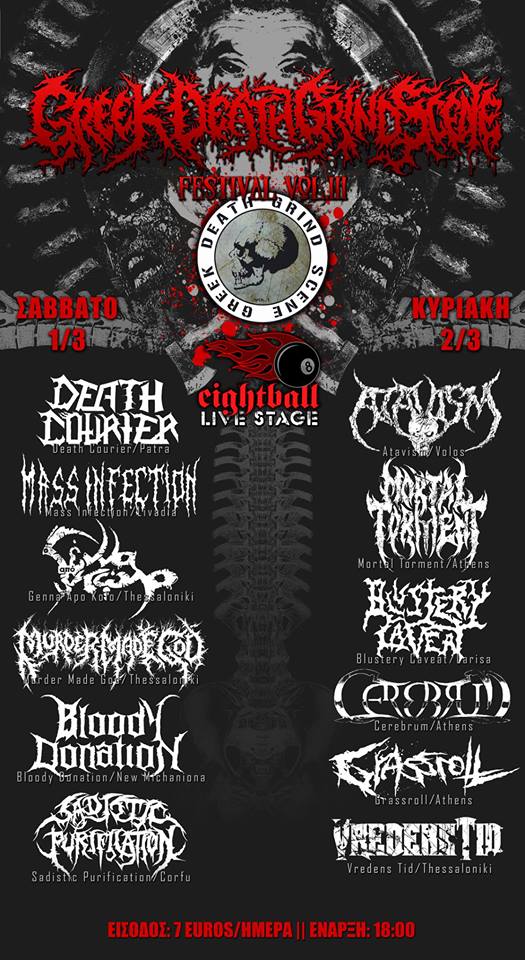 GREEK DEATH GRIND SCENE
FESTIVAL VOL III
GREEK DEATH GRIND SCENE
ΣΑΒΒΑΤΟ
1/3
ΚΥΡΙΑΚΗ
2/3
8
eightball
LIVE STAGE
DEATH
COURIER
Death Courier/Patra
MASS INFECTION
Mass Infection/Livadia
από
Genna Apo Kolo/Thessaloniki
MURDER MADE GOD
Murder Made God/Thessaloniki
BLOODY
DONATION
Bloody Donation/New Michaniona
SADISTIC
PURIFICATION
Sadistic Purification/Corfu
ATAVISM
Atavism/Volos
MORTAL
TORMENT
Mortal Torment/Athens
BLUSTERY
CAVEAT
Blustery Caveat/Larisa
CEREBRUM
Cerebrum/Athens
GRASSROLL
Grassroll/Athens
VREDENS TID
Vredens Tid/Thessaloniki
ΕΙΣΟΔΟΣ: 7 EUROS/ΗΜΕΡΑ || ΕΝΑΡΞΗ: 18:00